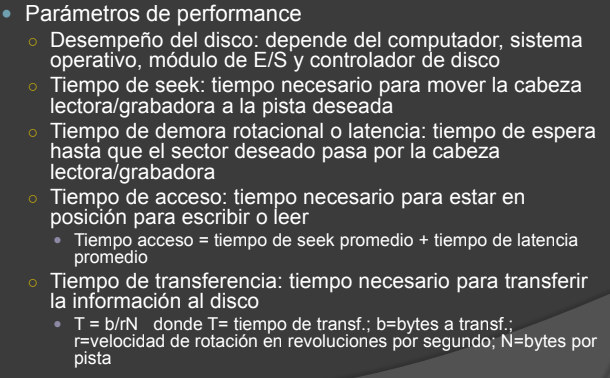 Parámetros de performance
Desempeño del disco: depende del computador, sistema
operativo, módulo de E/S y controlador de disco
Tiempo de seek: tiempo necesario para mover la cabeza
lectora/grabadora a la pista deseada
Tiempo de demora rotacional o latencia: tiempo de espera
hasta que el sector deseado pasa por la cabeza
lectora/grabadora
Tiempo de acceso: tiempo necesario para estar en
posición para escribir o leer
Tiempo acceso = tiempo de seek promedio + tiempo de latencia
promedio
Tiempo de transferencia: tiempo necesario para transferir
la información al disco
T = b/rN donde T= tiempo de transf.; b=bytes a transf.;
r=velocidad de rotación en revoluciones por segundo; N=bytes por
pista